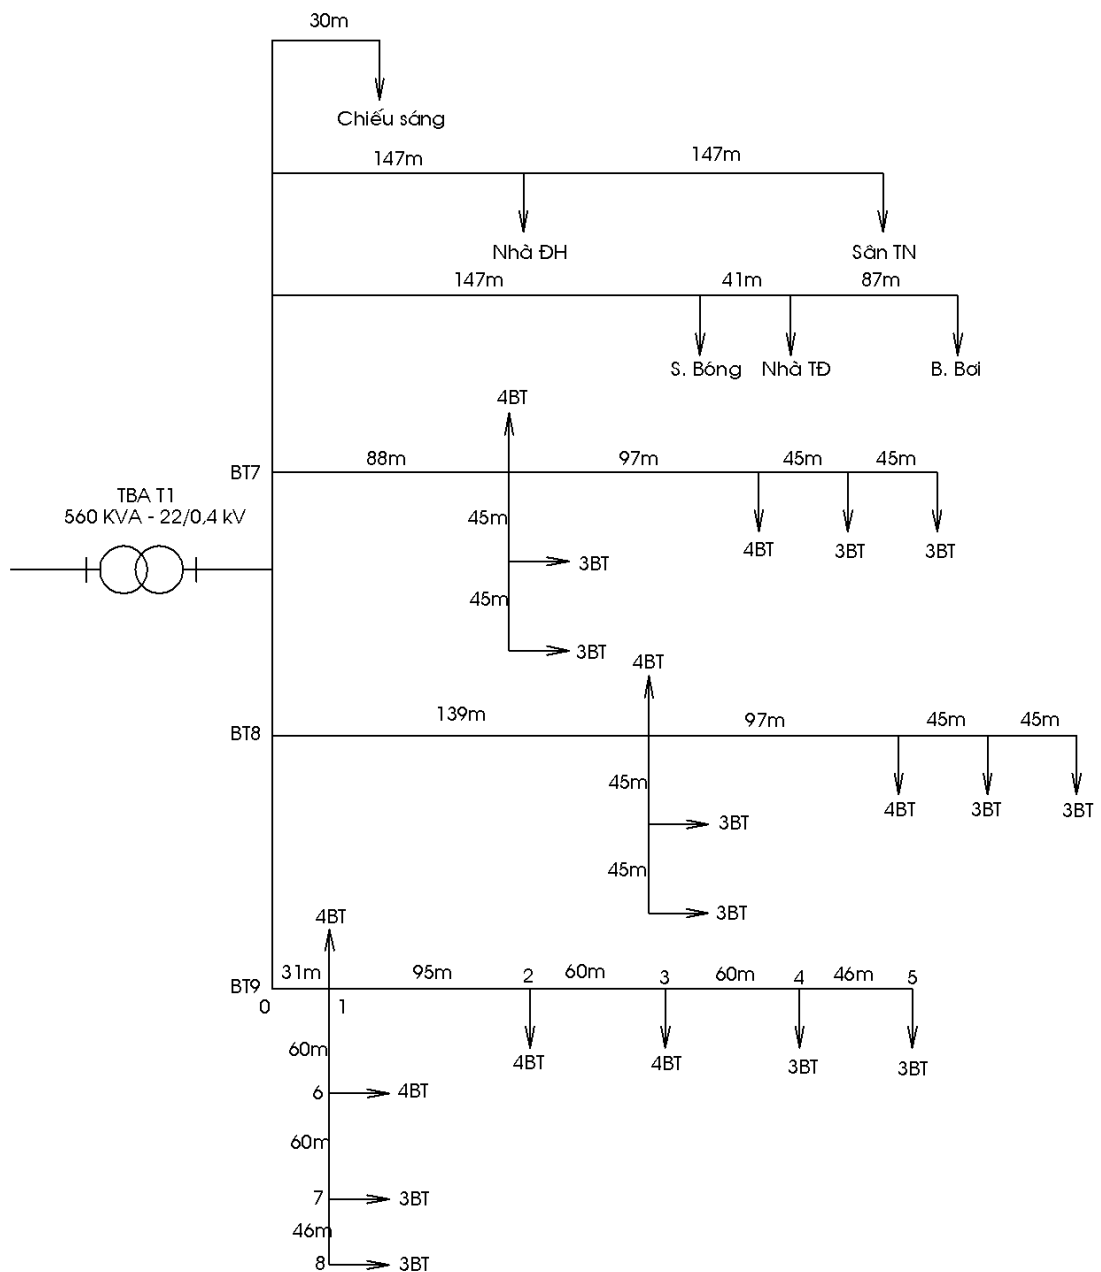 30m
Chiếu sáng
147m
147m
Nhà ĐH
Sân TN
147m
41m
87m
S. Bóng
Nhà TĐ
B. Bơi
4BT
BT7
88m
97m
45m
45m
TBA T1
560 KVA - 22/0,4 kV
45m
3BT
4BT
3BT
3BT
45m
3BT
4BT
BT8
139m
97m
45m
45m
45m
3BT
4BT
3BT
3BT
45m
3BT
4BT
BT9
31m
95m
2
60m
3
60m
4
46m
5
0
1
4BT
4BT
3BT
3BT
60m
6
4BT
60m
7
3BT
46m
8
3BT